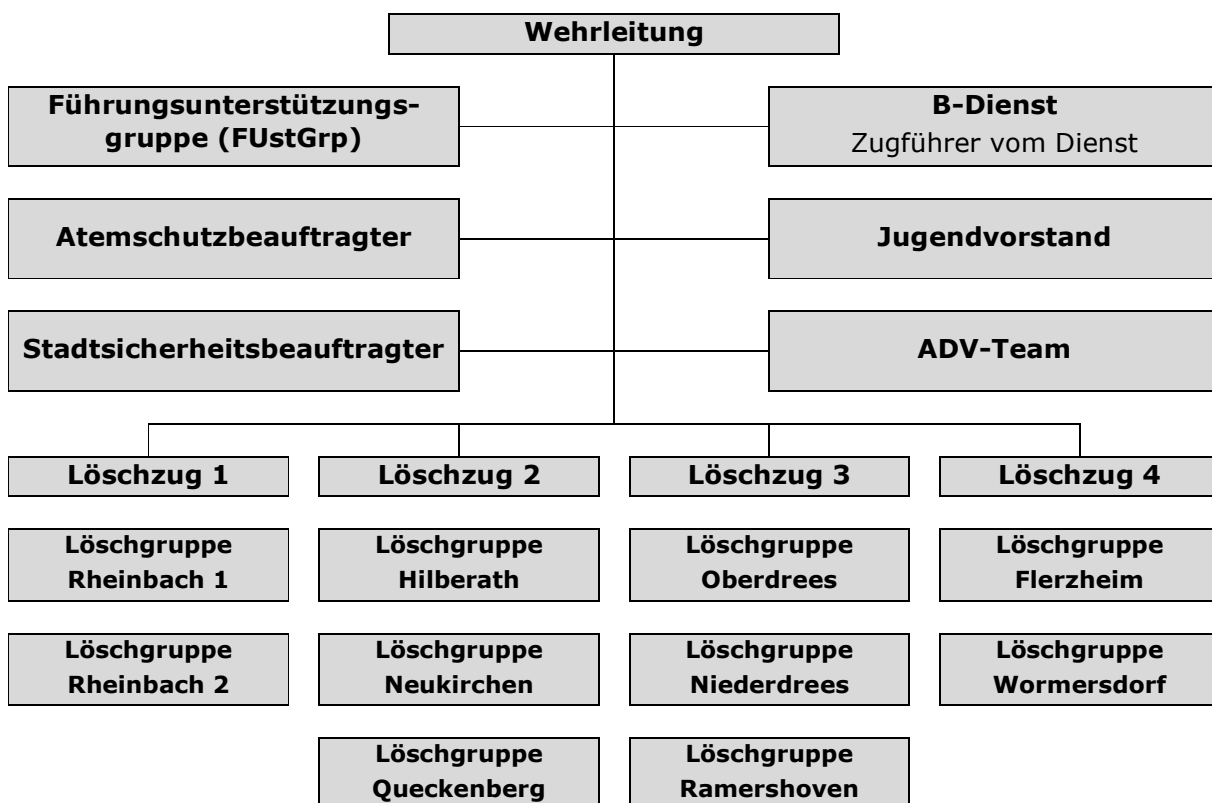 Wehrleitung
Führungsunterstützungs-
gruppe (FUstGrp)
B-Dienst
Zugführer vom Dienst
Atemschutzbeauftragter
Jugendvorstand
Stadtsicherheitsbeauftragter
ADV-Team
Löschzug 1
Löschzug 2
Löschzug 3
Löschzug 4
Löschgruppe
Rheinbach 1
Löschgruppe
Hilberath
Löschgruppe
Oberdrees
Löschgruppe
Flerzheim
Löschgruppe
Rheinbach 2
Löschgruppe
Neukirchen
Löschgruppe
Niederdrees
Löschgruppe
Wormersdorf
Löschgruppe
Queckenberg
Löschgruppe
Ramershoven